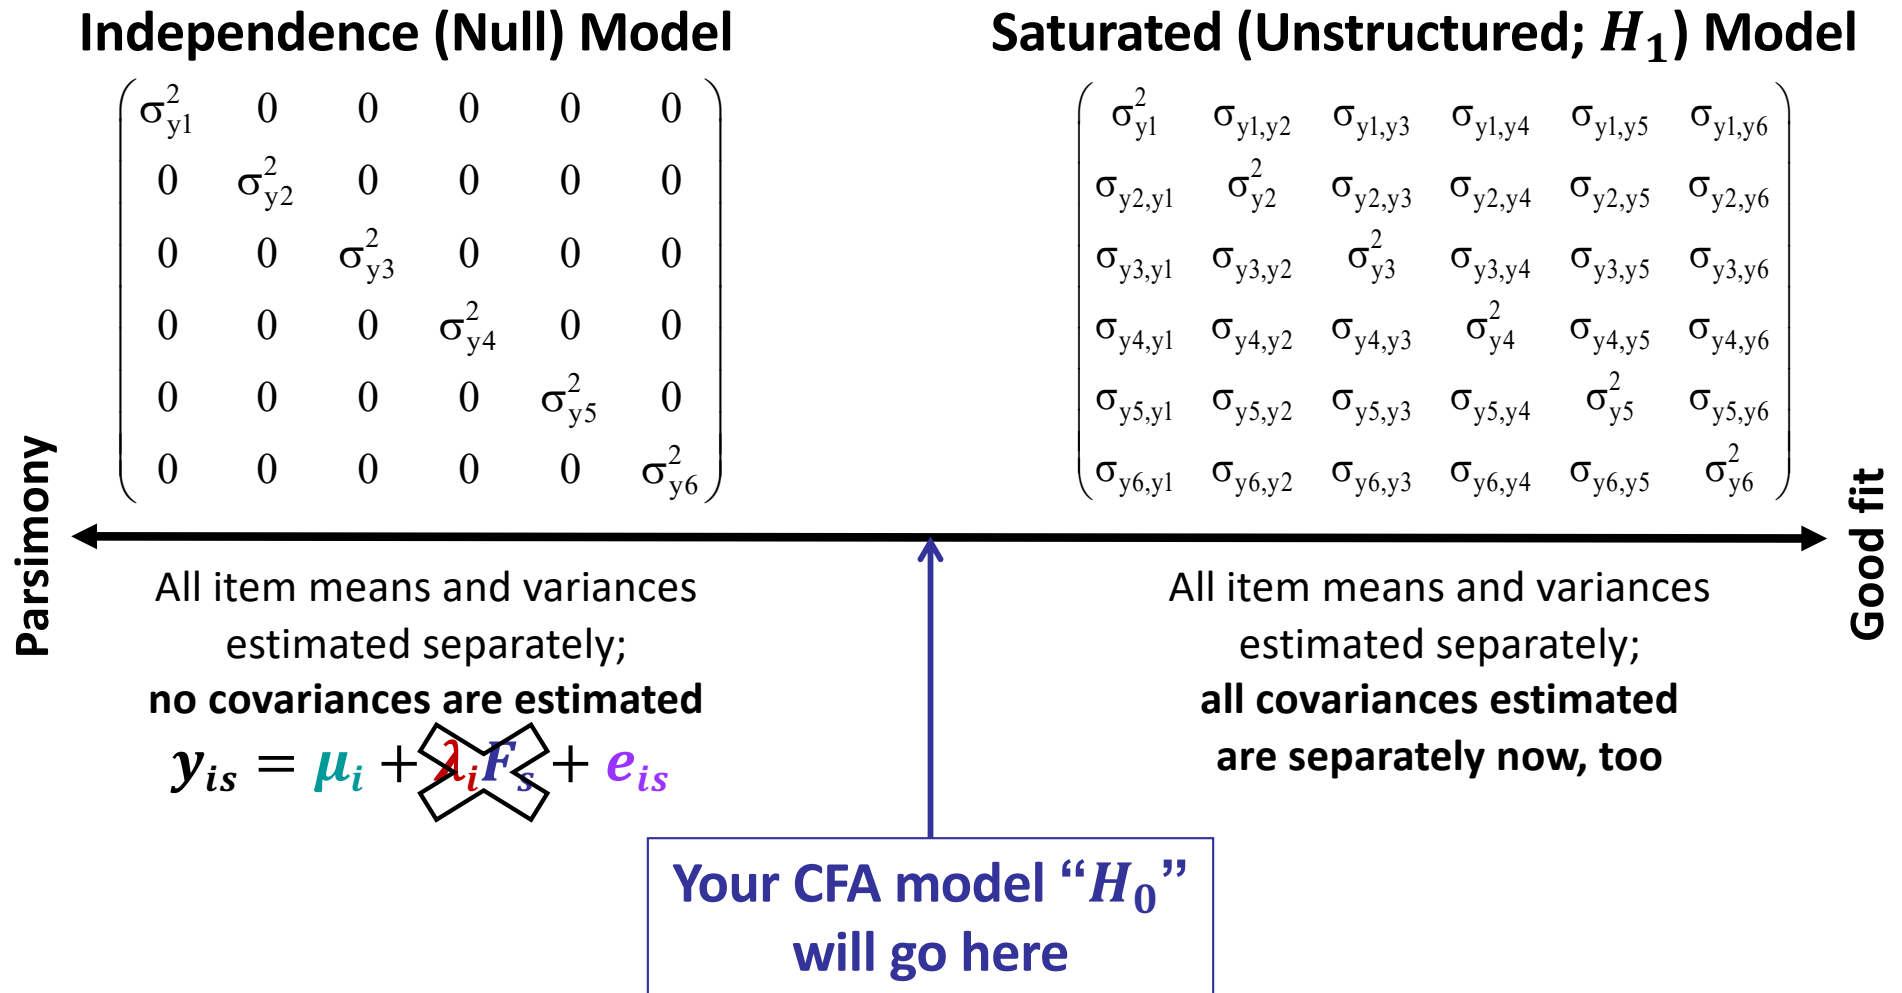 Independence (Null) Model
σ²y1 0 0 0 0 0
0 σ²y2 0 0 0 0
0 0 σ²y3 0 0 0
0 0 0 σ²y4 0 0
0 0 0 0 σ²y5 0
0 0 0 0 0 σ²y6
Saturated (Unstructured; H₁) Model
σ²y1 σy1,y2 σy1,y3 σy1,y4 σy1,y5 σy1,y6
σy2,y1 σ²y2 σy2,y3 σy2,y4 σy2,y5 σy2,y6
σy3,y1 σy3,y2 σ²y3 σy3,y4 σy3,y5 σy3,y6
σy4,y1 σy4,y2 σy4,y3 σ²y4 σy4,y5 σy4,y6
σy5,y1 σy5,y2 σy5,y3 σy5,y4 σ²y5 σy5,y6
σy6,y1 σy6,y2 σy6,y3 σy6,y4 σy6,y5 σ²y6
Parsimony
Good fit
All item means and variances
estimated separately;
no covariances are estimated
yis = μi + λiFs + eis
All item means and variances
estimated separately;
all covariances estimated
are separately now, too
Your CFA model “H₀”
will go here